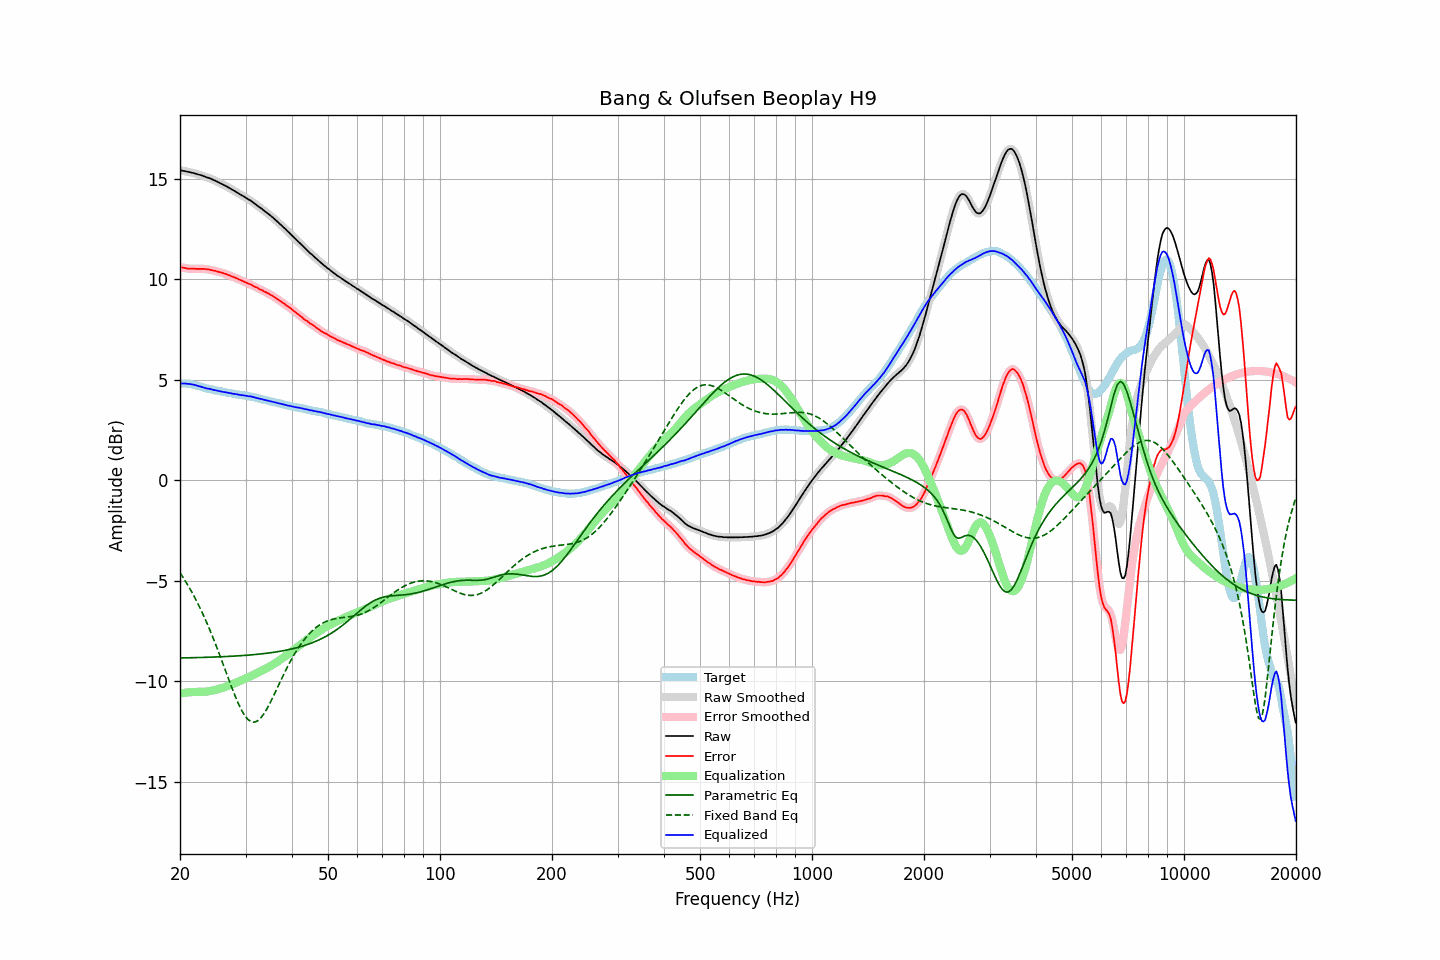 Bang & Olufsen Beoplay H9
Amplitude (dBr)
15
10
5
0
−5
−10
−15
Target
Raw Smoothed
Error Smoothed
Raw
Error
Equalization
Parametric Eq
Fixed Band Eq
Equalized
20 50 100 200 500 1000 2000 5000 10000 20000
Frequency (Hz)